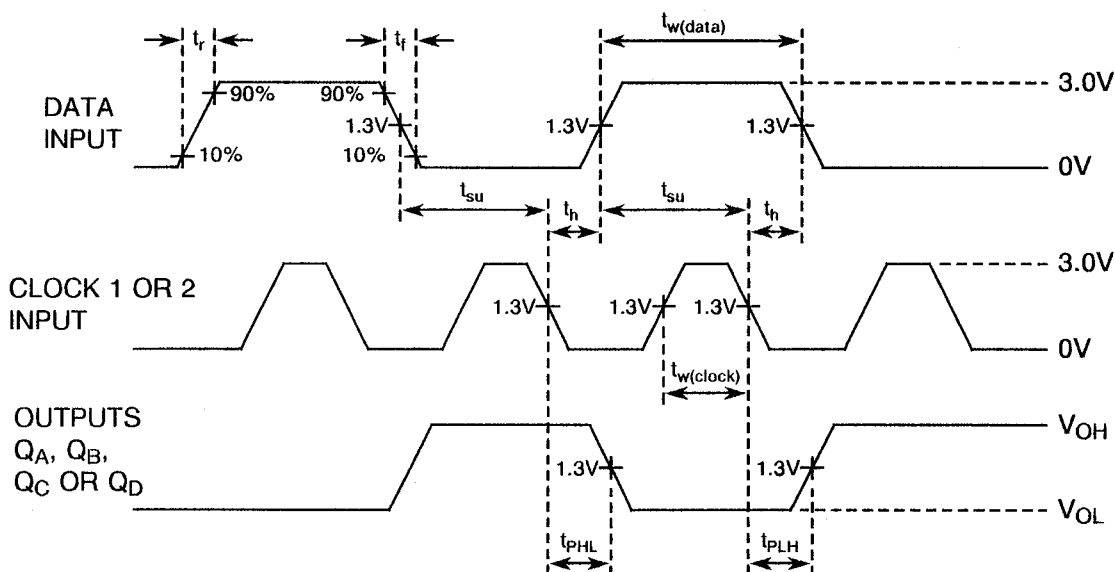 t_w(data)
t_r
t_f
3.0V
90%
90%
DATA
INPUT
1.3V
1.3V
1.3V
10%
10%
0V
t_su
t_su
t_h
t_h
3.0V
CLOCK 1 OR 2
INPUT
1.3V
1.3V
1.3V
0V
t_w(clock)
OUTPUTS
Q_A, Q_B,
Q_C OR Q_D
V_OH
1.3V
1.3V
V_OL
t_PHL
t_PLH